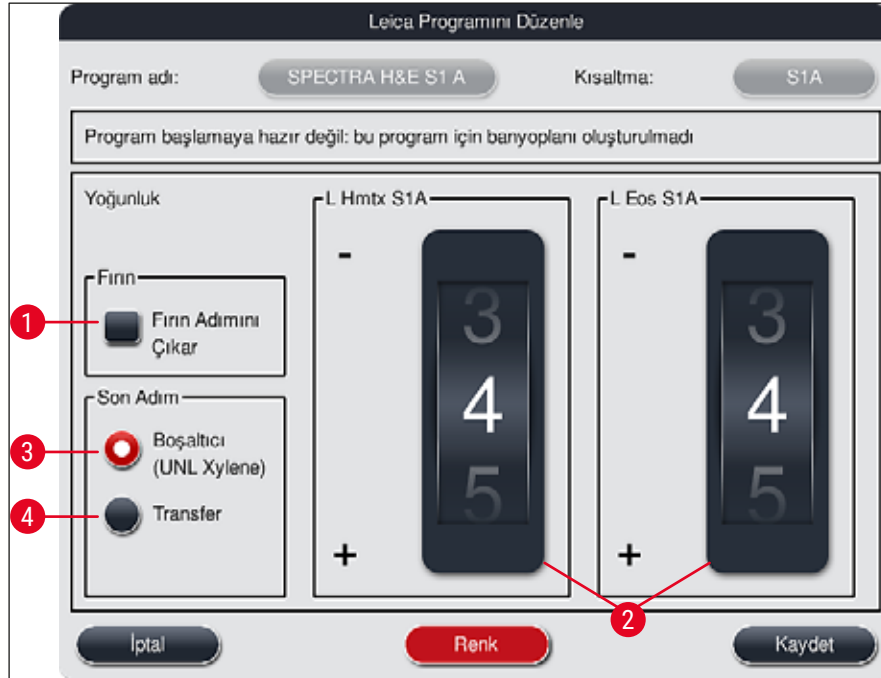 Leica Programını Düzenle
Program adı: SPECTRA H&E S1 A Kısaltma: S1A
Program başlamaya hazır değil: bu program için banyoplanı oluşturulmadı
Yoğunluk
Fırın
1 Fırın Adımını
Çıkar
Son Adım
3 Boşaltıcı
(UNL Xylene)
4 Transfer
L Hmtx S1A
-
3
4
5
+
L Eos S1A
-
3
4
5
+
2
İptal Renk Kaydet